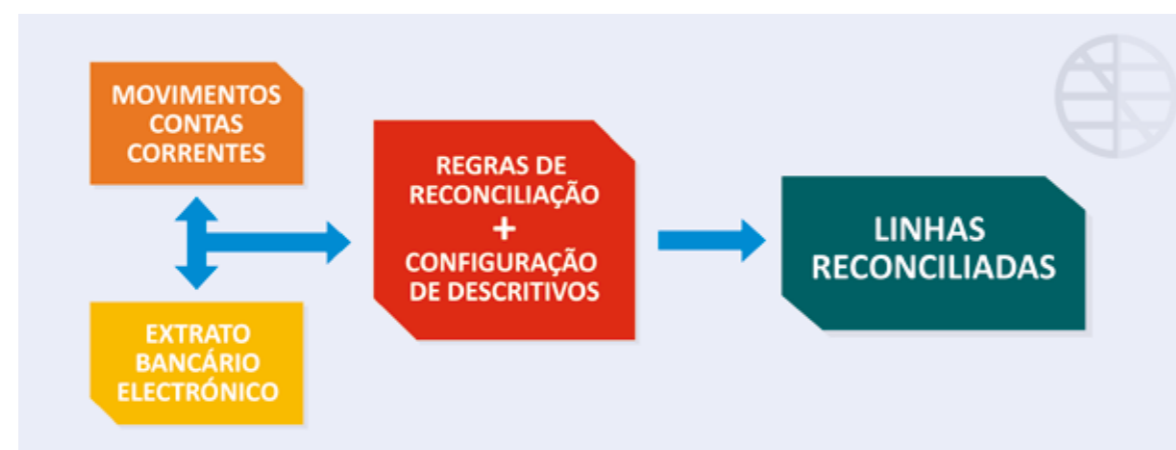 MOVIMENTOS
CONTAS
CORRENTES
EXTRATO
BANCÁRIO
ELECTRÓNICO
REGRAS DE
RECONCILIAÇÃO
+
CONFIGURAÇÃO
DE DESCRITIVOS
LINHAS
RECONCILIADAS